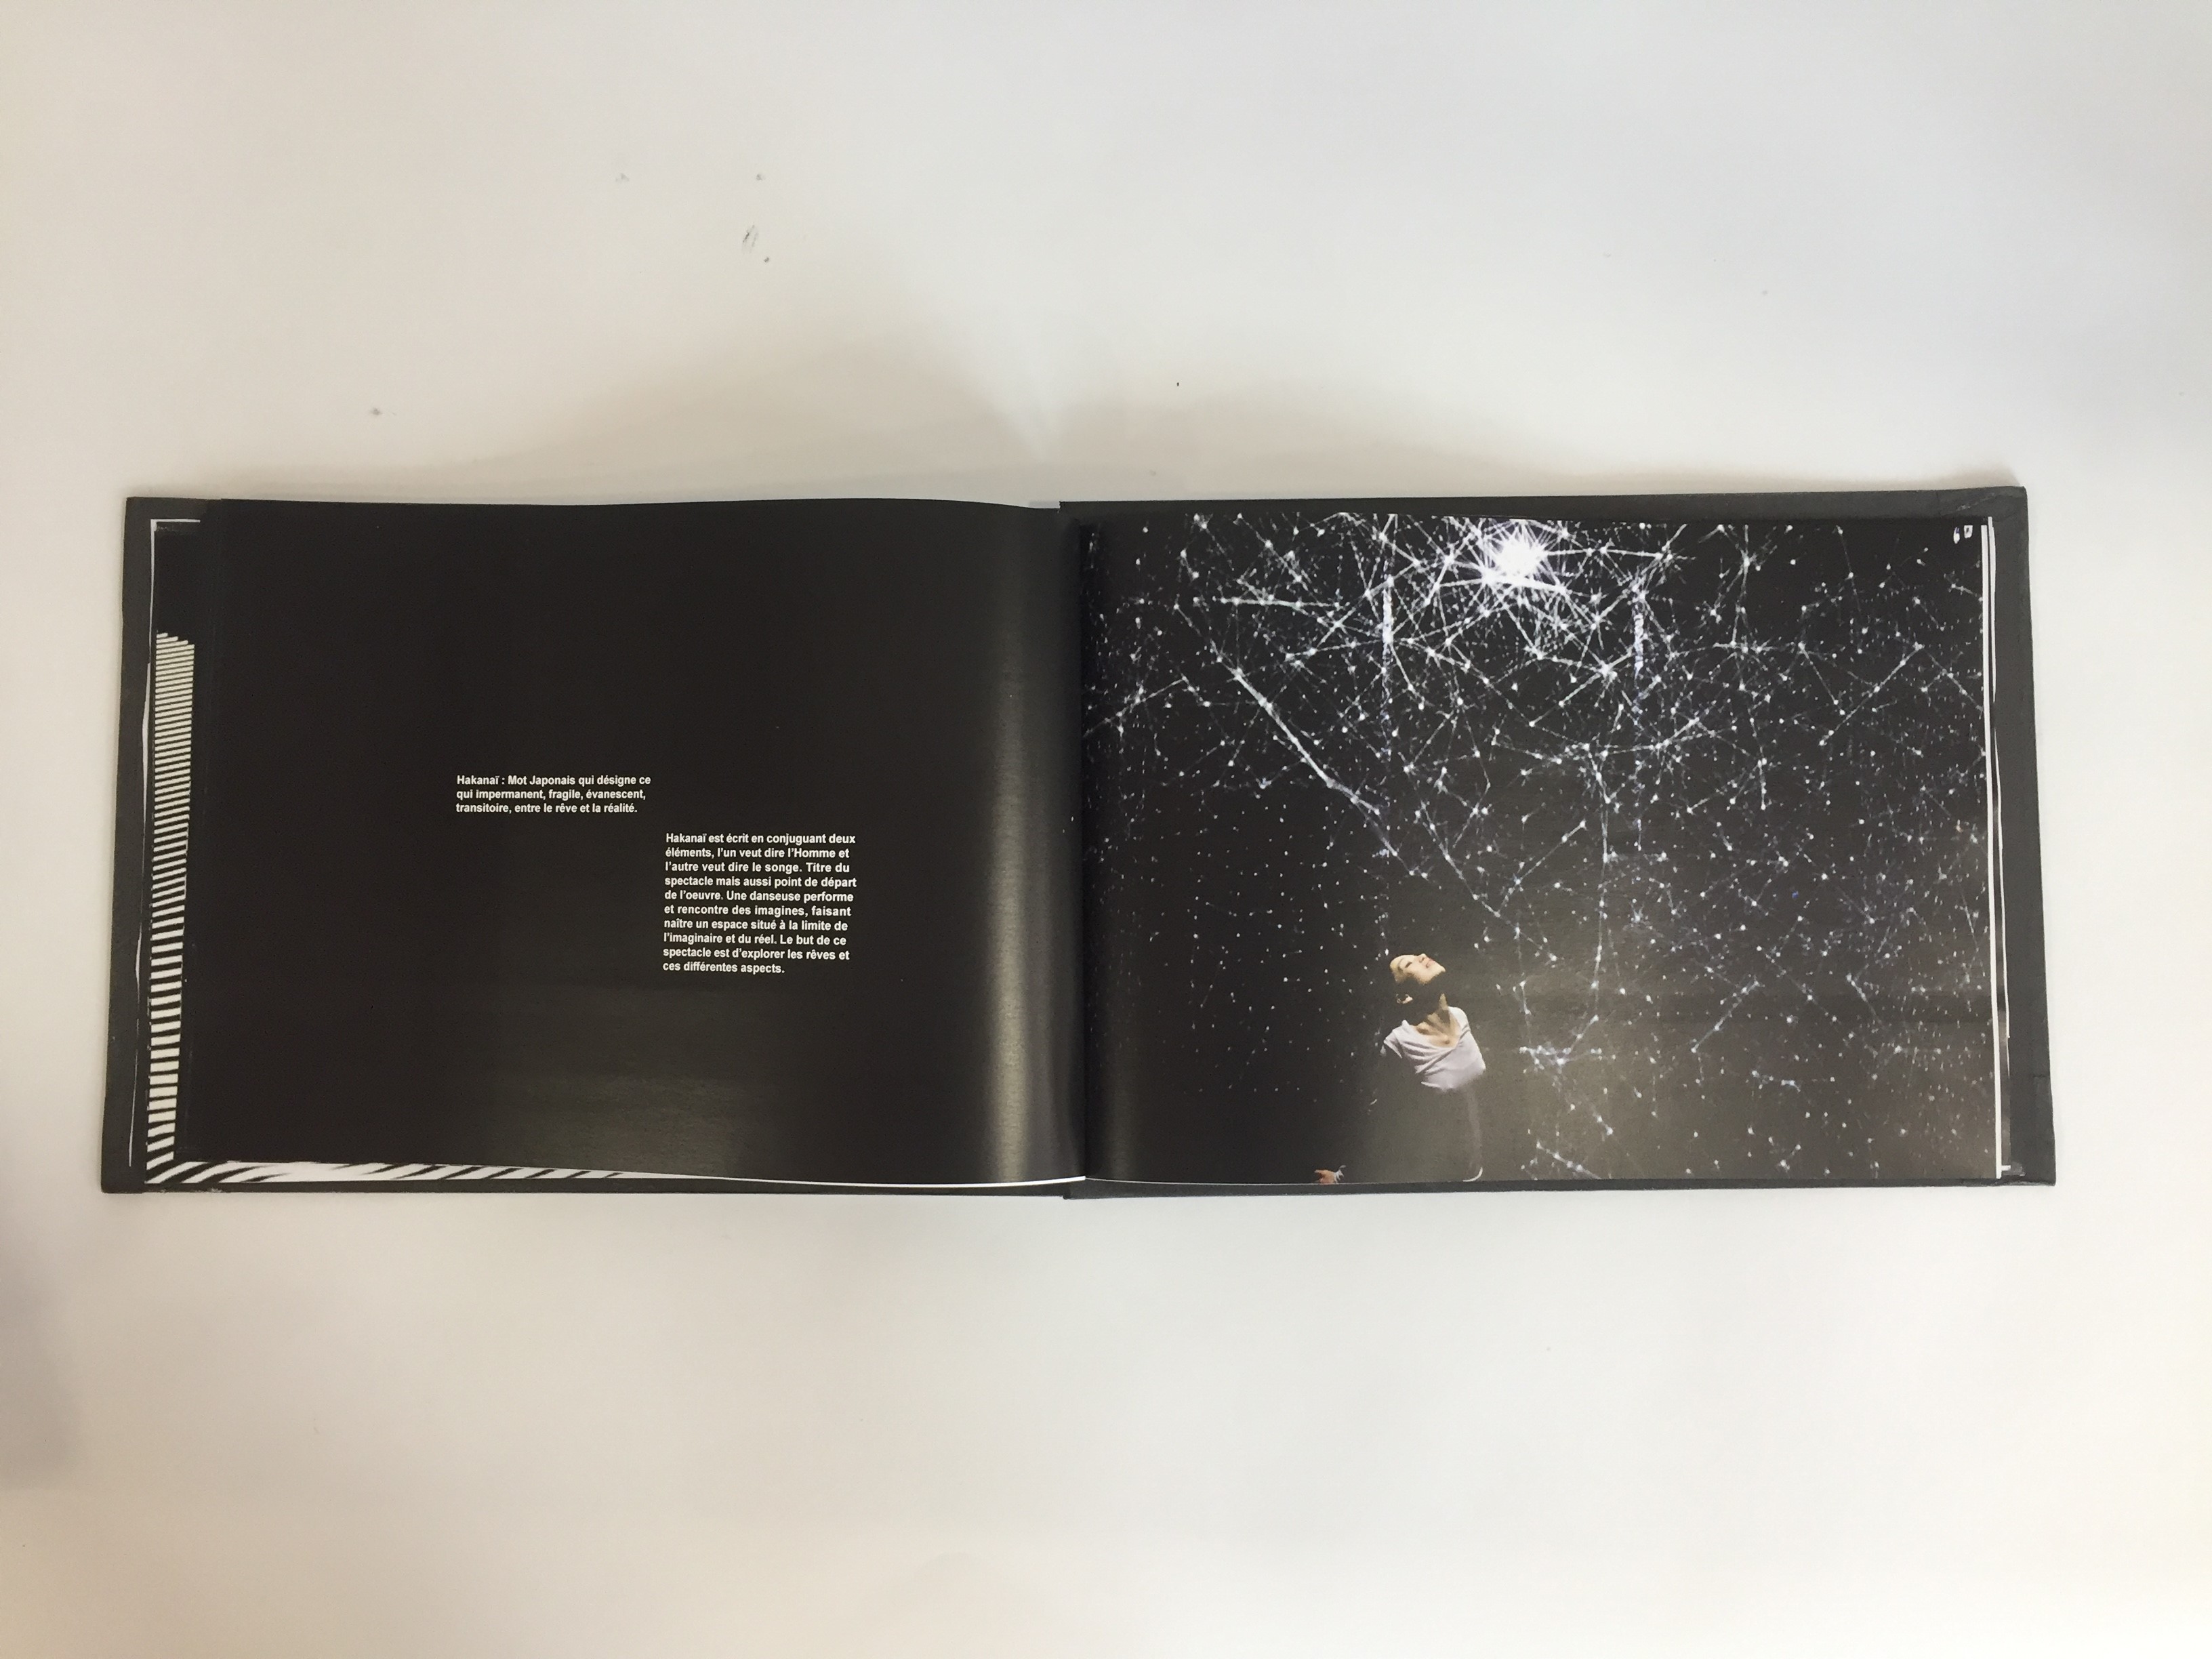 Hakanaï : Mot Japonais qui désigne ce
qui impermanent, fragile, évanescent,
transitoire, entre le rêve et la réalité.
Hakanaï est écrit en conjuguant deux
éléments, l'un veut dire l'Homme et
l'autre veut dire le songe. Titre du
spectacle mais aussi point de départ
de l'oeuvre. Une danseuse performe
et rencontre des imagines, faisant
naître un espace situé à la limite de
l'imaginaire et du réel. Le but de ce
spectacle est d'explorer les rêves et
ces différentes aspects.